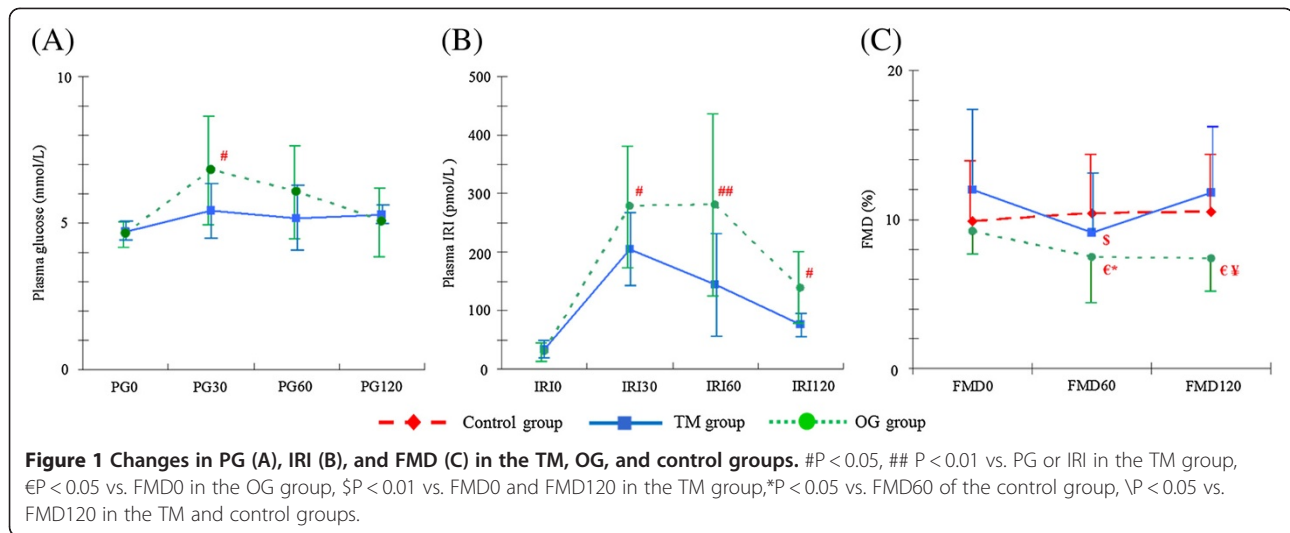 (A)
10
5
0
Plasma glucose (mmol/L)
#
PG0 PG30 PG60 PG120
(B)
500
400
300
200
100
0
Plasma IRI (pmol/L )
# ## #
IRI0 IRI30 IRI60 IRI120
(C)
20
10
0
FMD (%)
$
€* € ¥
FMD0 FMD60 FMD120
Control group TM group OG group
Figure 1 Changes in PG (A), IRI (B), and FMD (C) in the TM, OG, and control groups. #P < 0.05, ## P < 0.01 vs. PG or IRI in the TM group,
€P < 0.05 vs. FMD0 in the OG group, $P < 0.01 vs. FMD0 and FMD120 in the TM group,*P < 0.05 vs. FMD60 of the control group, \P < 0.05 vs.
FMD120 in the TM and control groups.